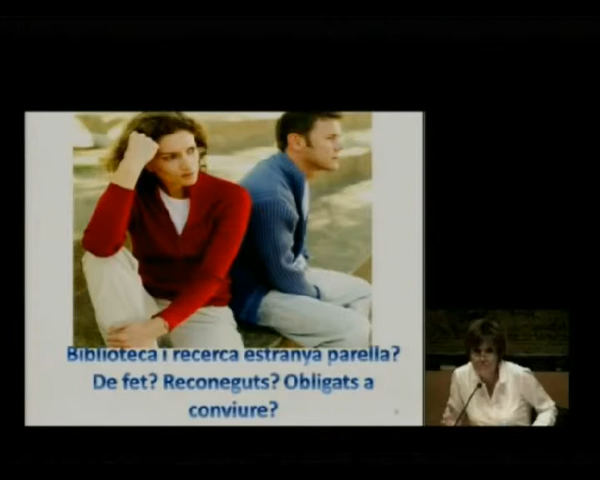 Biblioteca i recerca estranya parella?
De fet? Reconeguts? Obligats a
conviure?